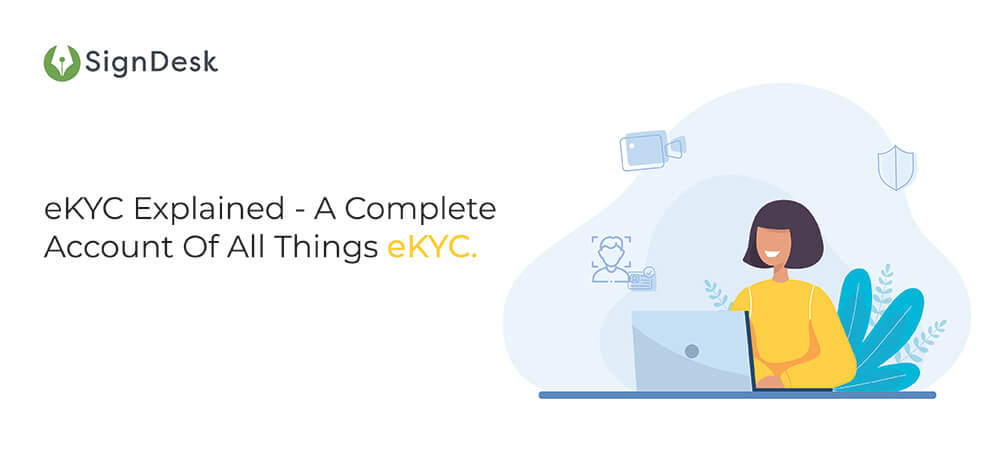 SignDesk
eKYC Explained - A Complete
Account Of All Things eKYC.